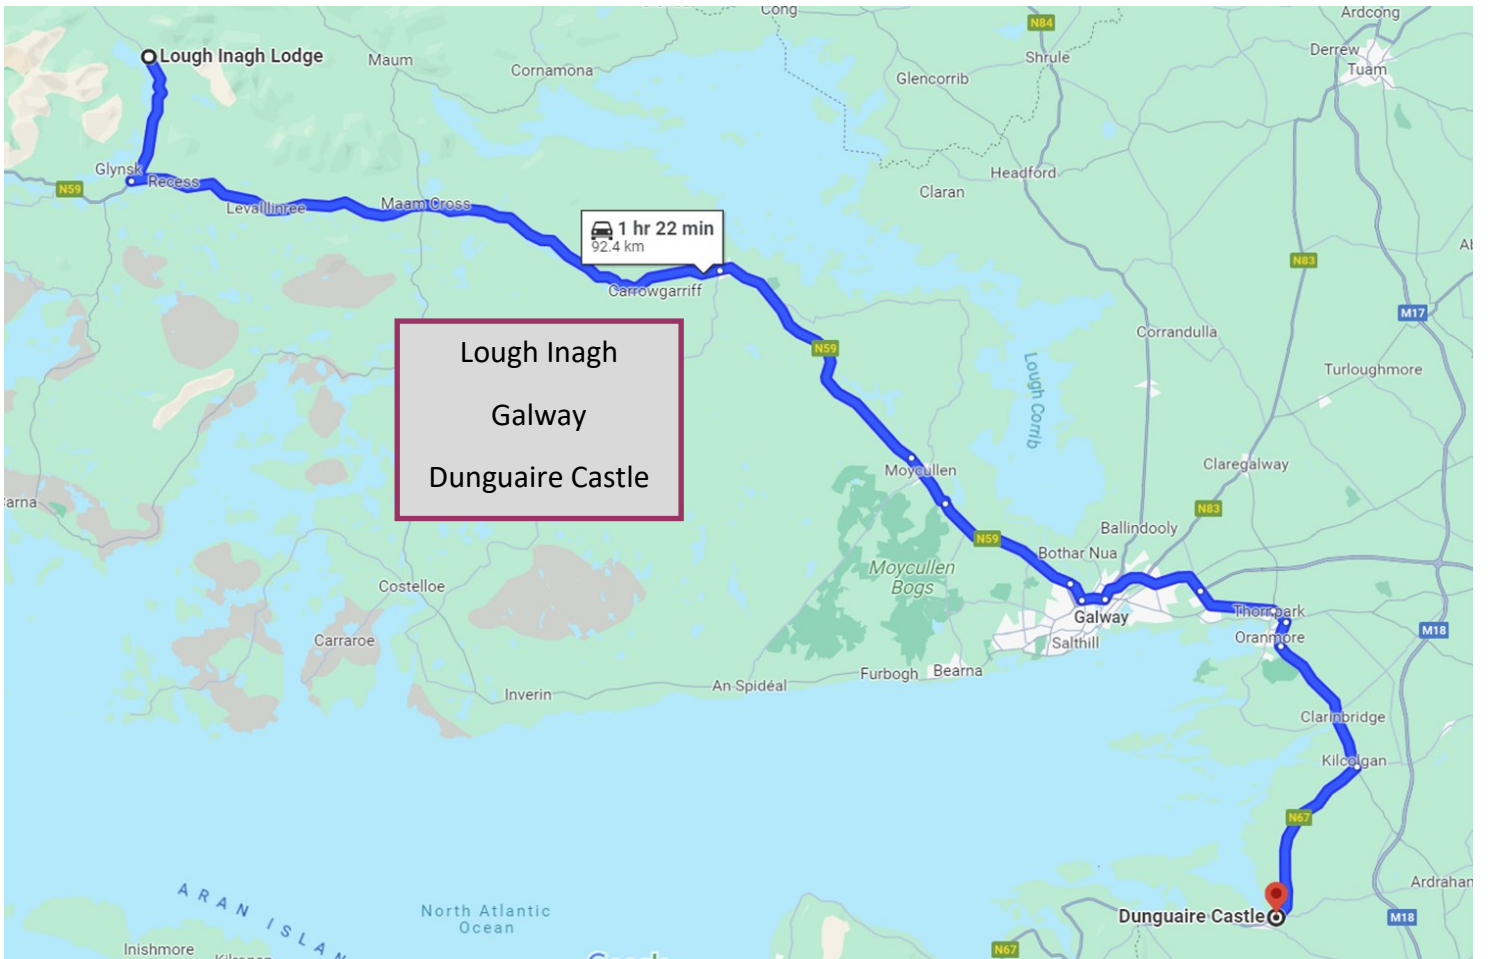 Cong
Ardcong
N84
Derrew
Lough Inagh Lodge
Maum
Shrule
Cornamona
Tuam
Glencorrib
Glynsk
Headford
Recess
N59
Claran
Levalllinree
Maam Cross
1 hr 22 min
92.4 km
N83
Carrowgarriff
M17
Corrandulla
N59
Lough Inagh
Galway
Dunguaire Castle
Turloughmore
Lough Corrib
Claregalway
Moycullen
arna
N83
Ballindooly
N59
Bothar Nua
Moycullen
Bogs
Costelloe
Thornpark
Galway
M18
Carraroe
Salthill
Oranmore
Furbogh
Bearna
An Spidéal
Inverin
Clarinbridge
Kilcolgan
N67
Ardrahan
ARAN ISLAN
North Atlantic
Ocean
Dunguaire Castle
M18
Inishmore
N67